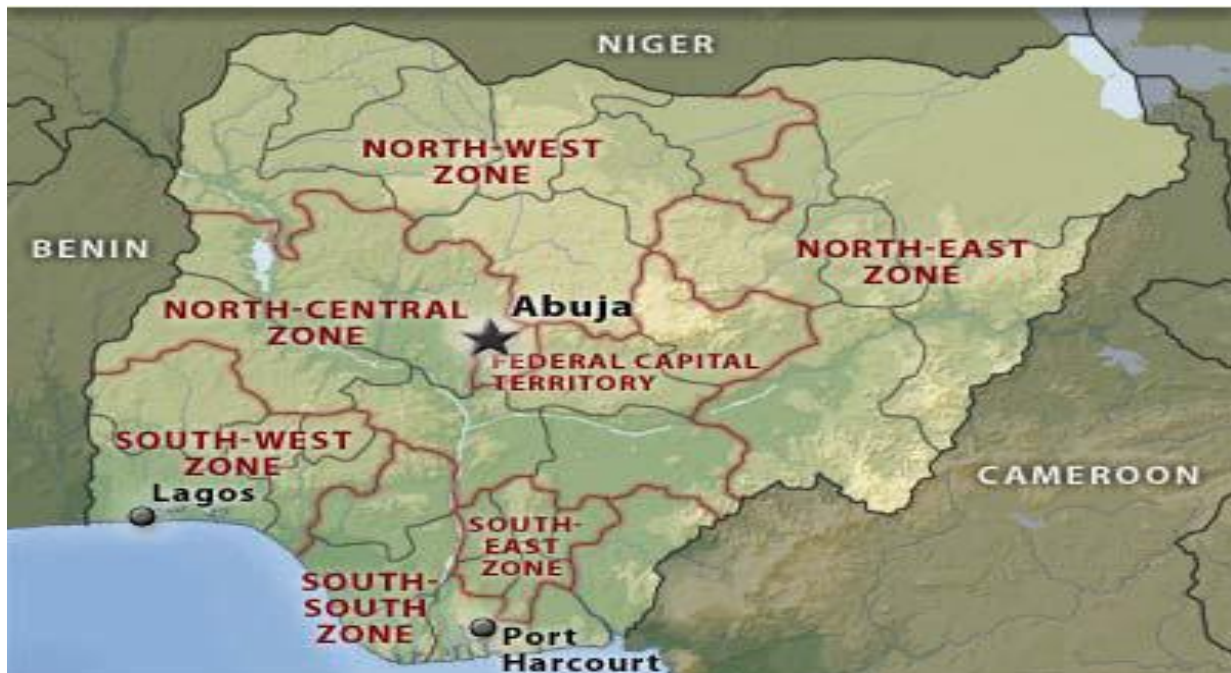 NIGER
NORTH-WEST
ZONE
BENIN
NORTH-EAST
ZONE
NORTH-CENTRAL
ZONE
Abuja
FEDERAL CAPITAL
TERRITORY
SOUTH-WEST
ZONE
Lagos
CAMEROON
SOUTH-
EAST
ZONE
SOUTH-
SOUTH
ZONE
Port
Harcourt